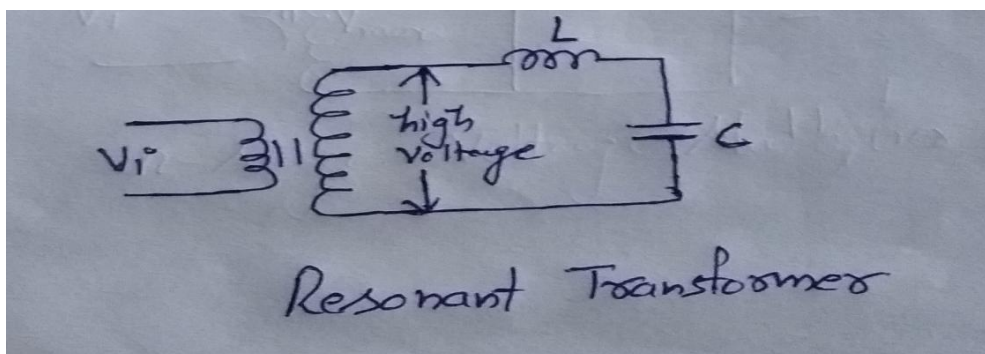 L
high
voltage
C
Vi
Resonant Transformer